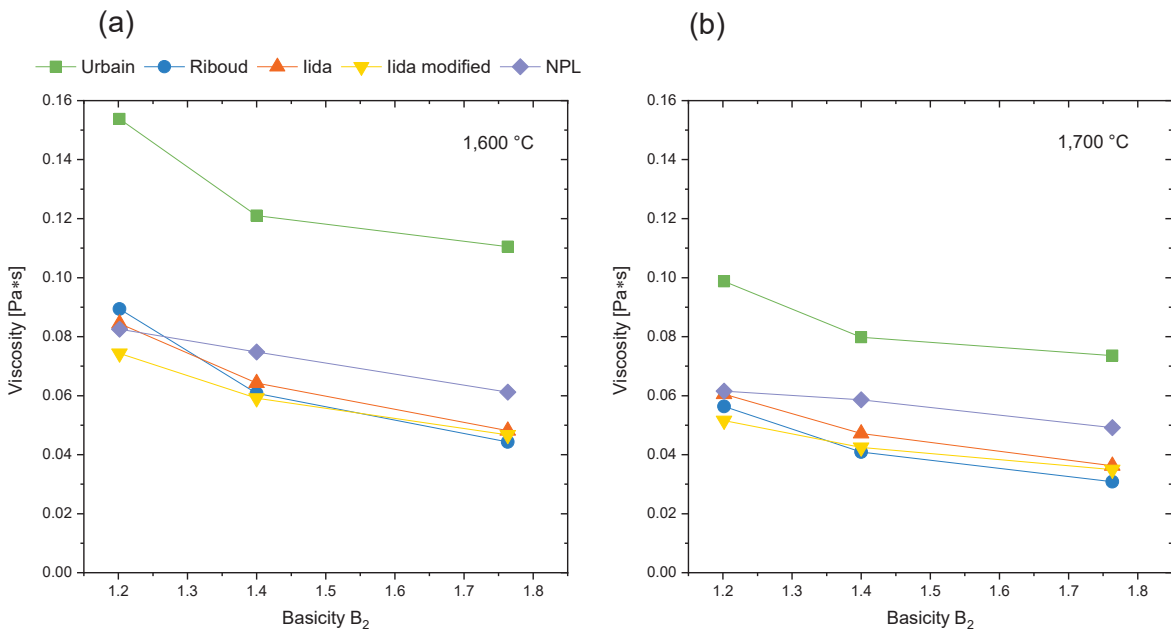 (a)
(b)
Urbain Riboud Iida Iida modified NPL
0.16
0.14
0.12
0.10
0.08
0.06
0.04
0.02
0.00
Viscosity [Pa*s]
1,600 °C
1.2 1.3 1.4 1.5 1.6 1.7 1.8
Basicity B₂
0.16
0.14
0.12
0.10
0.08
0.06
0.04
0.02
0.00
Viscosity [Pa*s]
1,700 °C
1.2 1.3 1.4 1.5 1.6 1.7 1.8
Basicity B₂